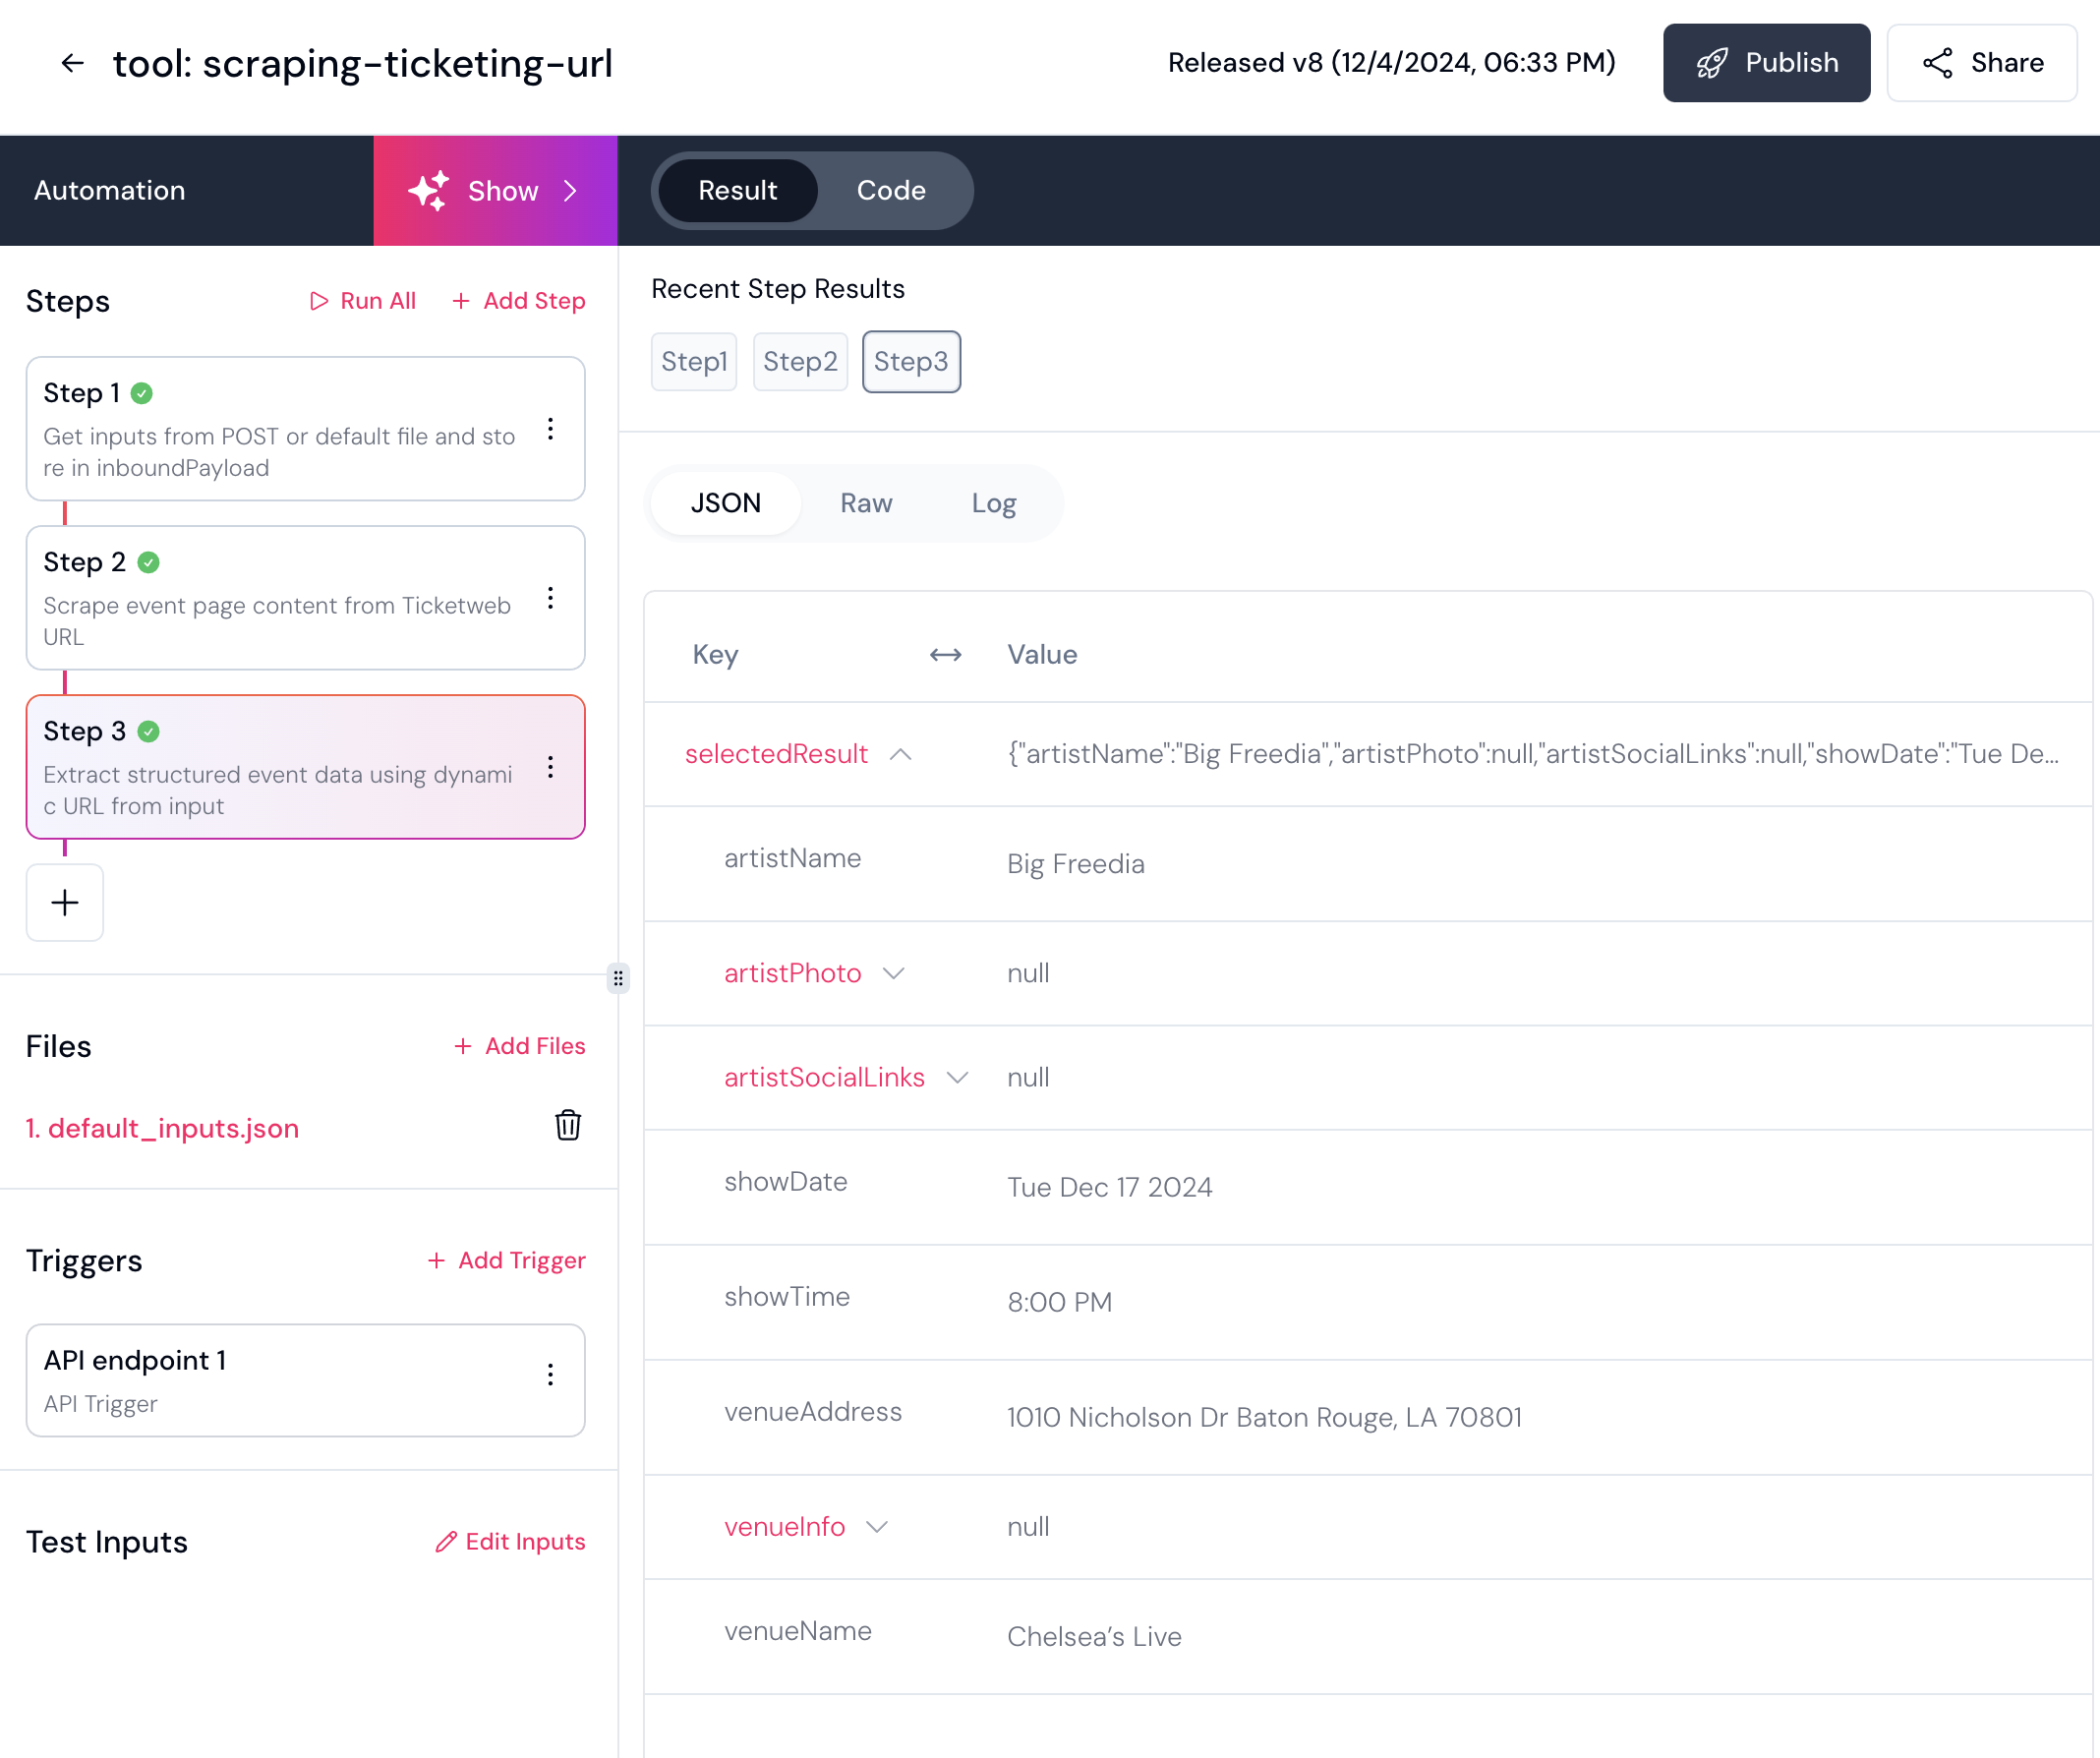 tool: scraping-ticketing-url
Released v8 (12/4/2024, 06:33 PM)
Publish
Share
Automation
Show
Result
Code
Steps
Run All
+ Add Step
Step 1
Get inputs from POST or default file and sto
re in inboundPayload
Step 2
Scrape event page content from Ticketweb
URL
Step 3
Extract structured event data using dynami
c URL from input
Files
+ Add Files
1. default_inputs.json
Triggers
+ Add Trigger
API endpoint 1
API Trigger
Test Inputs
Edit Inputs
Recent Step Results
Step1
Step2
Step3
JSON
Raw
Log
Key
Value
selectedResult
{"artistName":"Big Freedia","artistPhoto":null,"artistSocialLinks":null,"showDate":"Tue De...
artistName
Big Freedia
artistPhoto
null
artistSocialLinks
null
showDate
Tue Dec 17 2024
showTime
8:00 PM
venueAddress
1010 Nicholson Dr Baton Rouge, LA 70801
venueInfo
null
venueName
Chelsea’s Live